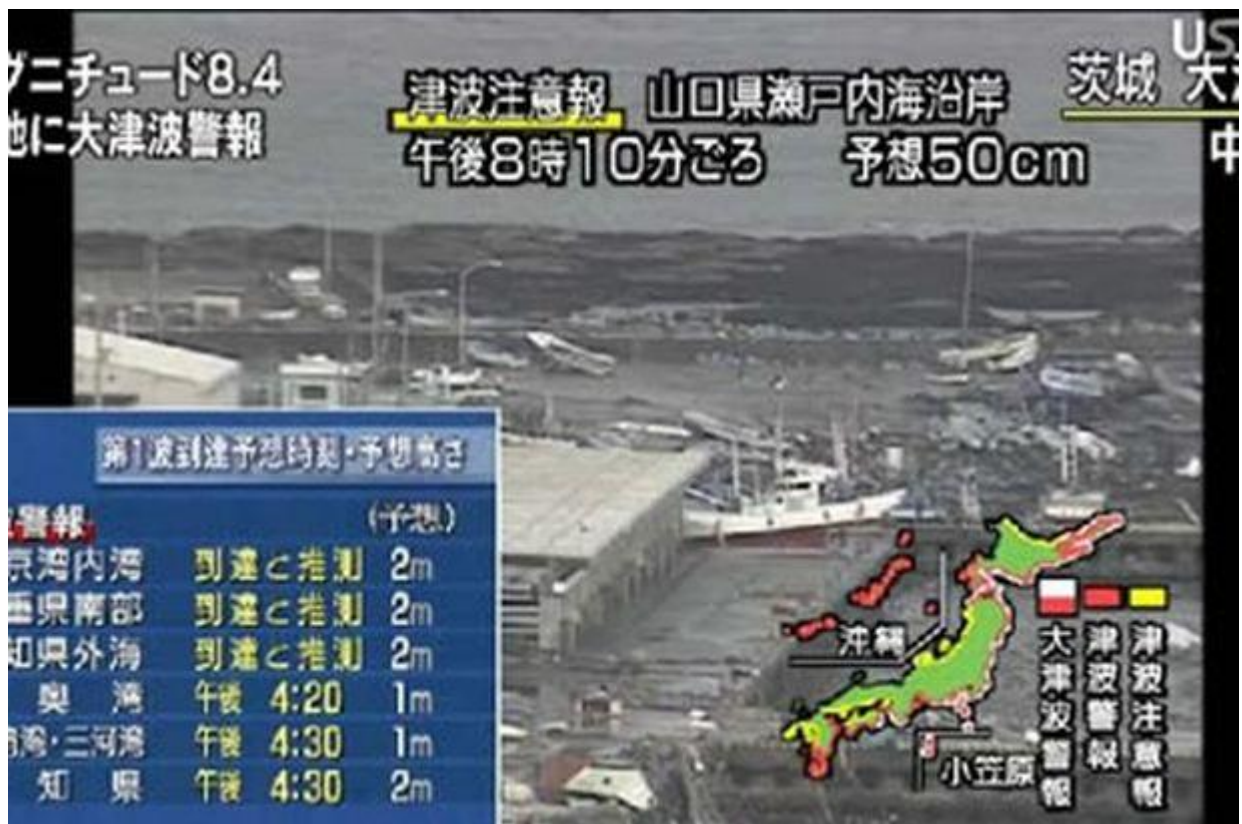 グニチュード8.4
地に大津波警報
津波注意報 山口県瀬戸内海沿岸
午後8時10分ごろ 予想50cm
US
茨城 大
中
第1波到達予想時刻・予想高さ
警報 (予想)
京湾内湾 到達と推測 2m
重県南部 到達と推測 2m
知県外海 到達と推測 2m
奥湾 午後 4:20 1m
湾・三河湾 午後 4:30 1m
知県 午後 4:30 2m
沖縄
小笠原
大津波警報
津波警報
津波注意報